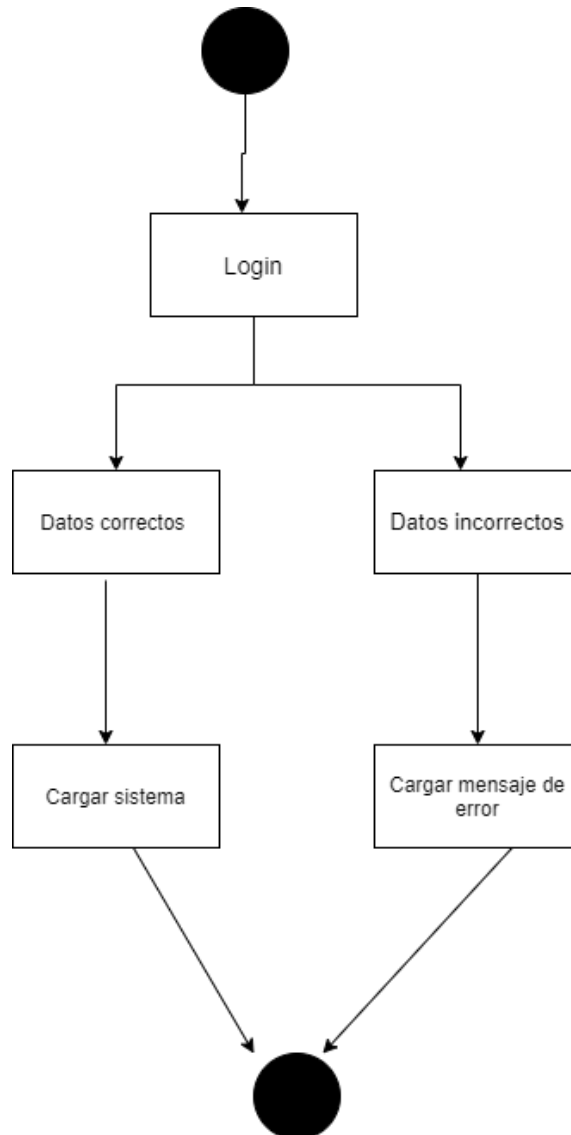 Login
Datos correctos
Datos incorrectos
Cargar sistema
Cargar mensaje de
error